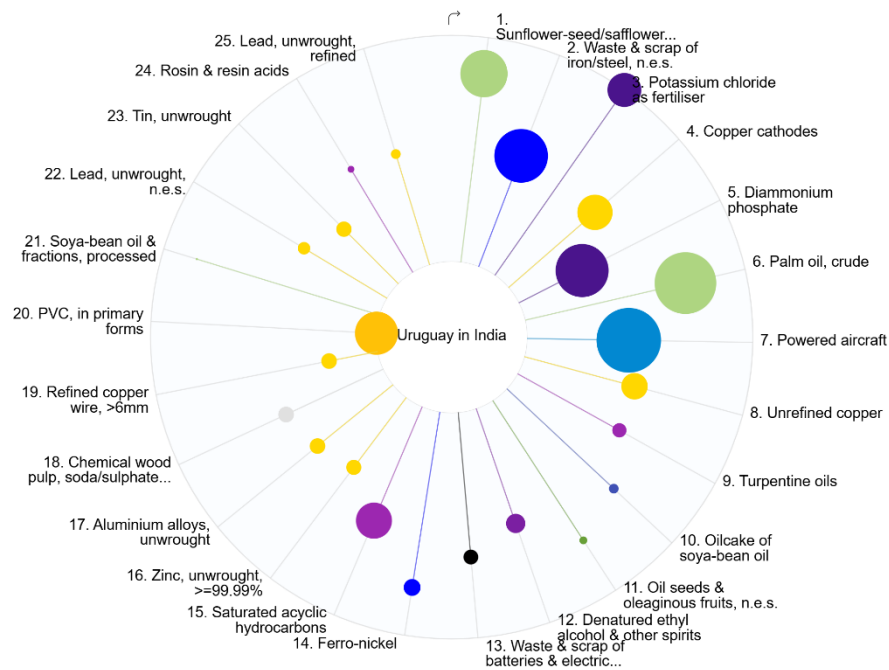 1.
Sunflower-seed/safflower...
2. Waste & scrap of
iron/steel, n.e.s.
3. Potassium chloride
as fertiliser
4. Copper cathodes
5. Diammonium
phosphate
6. Palm oil, crude
7. Powered aircraft
8. Unrefined copper
9. Turpentine oils
10. Oilcake of
soya-bean oil
11. Oil seeds &
oleaginous fruits, n.e.s.
12. Denatured ethyl
alcohol & other spirits
13. Waste & scrap of
batteries & electric...
14. Ferro-nickel
15. Saturated acyclic
hydrocarbons
16. Zinc, unwrought,
>=99.99%
17. Aluminium alloys,
unwrought
18. Chemical wood
pulp, soda/sulphate...
19. Refined copper
wire, >6mm
20. PVC, in primary
forms
21. Soya-bean oil &
fractions, processed
22. Lead, unwrought,
n.e.s.
23. Tin, unwrought
24. Rosin & resin acids
25. Lead, unwrought,
refined
Uruguay in India